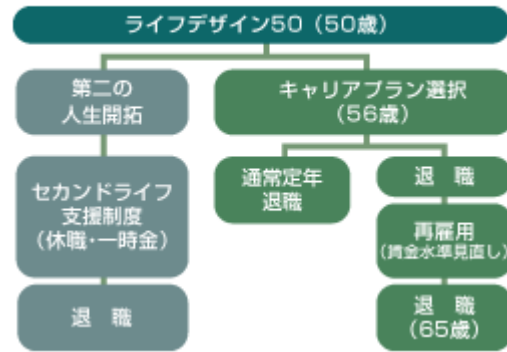 ライフデザイン50（50歳）
第二の
人生開拓
キャリアプラン選択
（56歳）
セカンドライフ
支援制度
（休職・一時金）
通常定年
退職
退　職
再雇用
（賃金水準見直し）
退　職
退　職
（65歳）